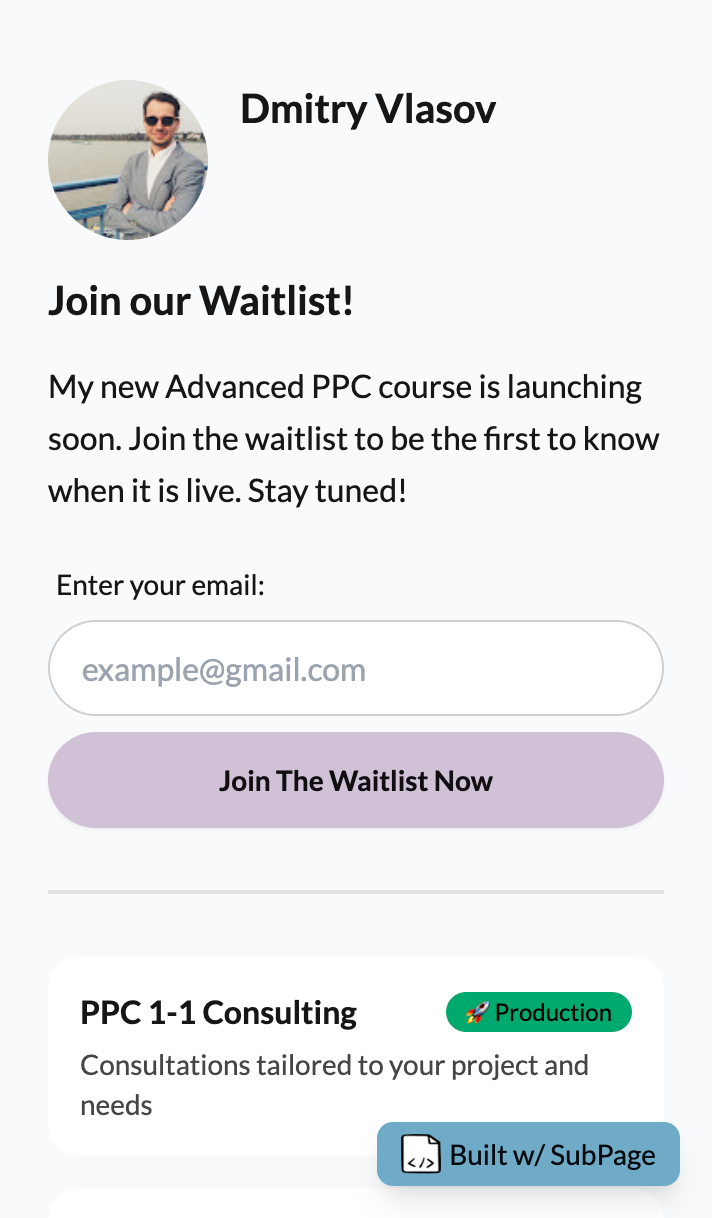 Dmitry Vlasov
Join our Waitlist!
My new Advanced PPC course is launching
soon. Join the waitlist to be the first to know
when it is live. Stay tuned!
Enter your email:
example@gmail.com
Join The Waitlist Now
PPC 1-1 Consulting
🚀 Production
Consultations tailored to your project and
needs
</> Built w/ SubPage